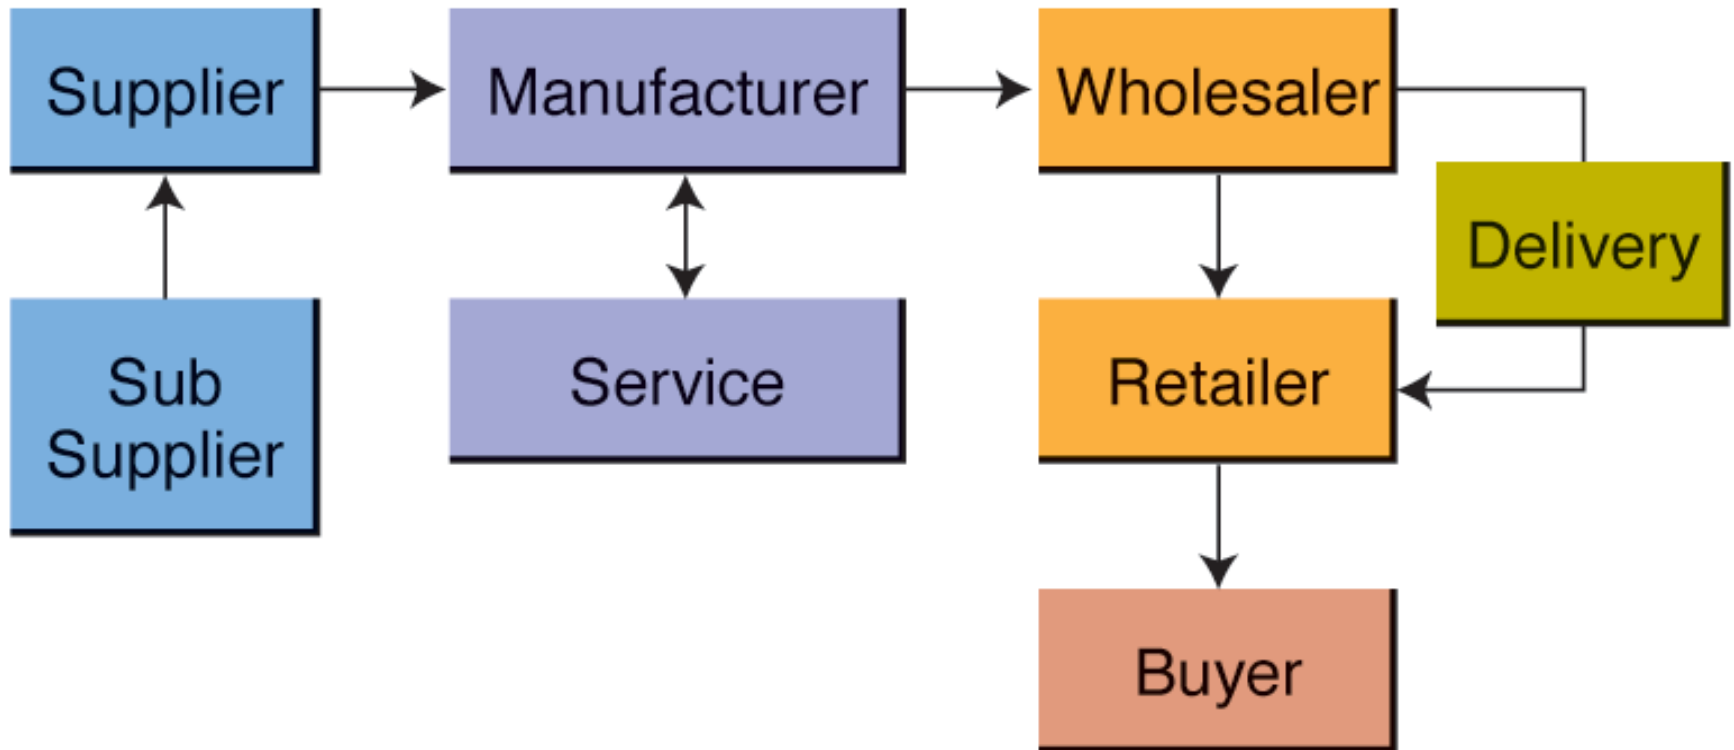 Supplier
Manufacturer
Wholesaler
Delivery
Sub
Supplier
Service
Retailer
Buyer